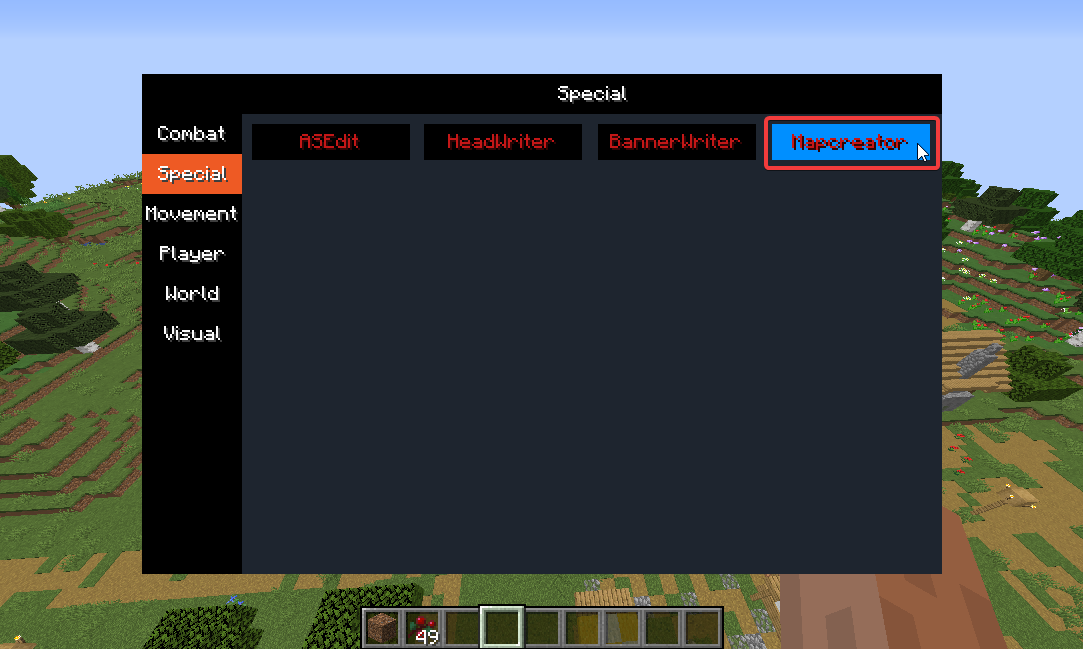 Special
Combat
Special
Movement
Player
World
Visual
ASEdit
HeadWriter
BannerWriter
Mapcreator
49